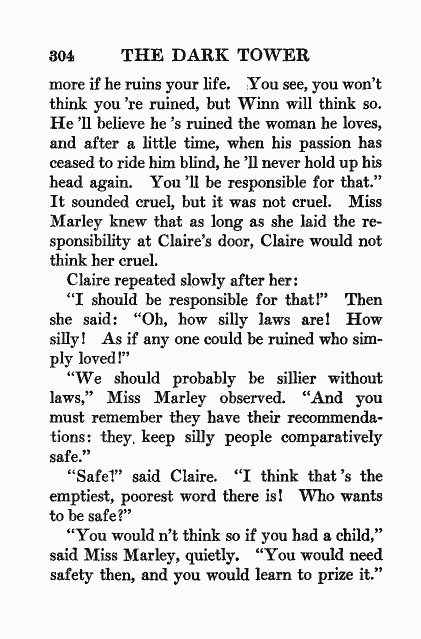 304 THE DARK TOWER
more if he ruins your life. You see, you won't
think you 're ruined, but Winn will think so.
He 'll believe he 's ruined the woman he loves,
and after a little time, when his passion has
ceased to ride him blind, he 'll never hold up his
head again. You 'll be responsible for that."
It sounded cruel, but it was not cruel. Miss
Marley knew that as long as she laid the re-
sponsibility at Claire's door, Claire would not
think her cruel.
Claire repeated slowly after her:
"I should be responsible for that!" Then
she said: "Oh, how silly laws are! How
silly! As if any one could be ruined who sim-
ply loved!"
"We should probably be sillier without
laws," Miss Marley observed. "And you
must remember they have their recommenda-
tions: they keep silly people comparatively
safe."
"Safe!" said Claire. "I think that 's the
emptiest, poorest word there is! Who wants
to be safe?"
"You would n't think so if you had a child,"
said Miss Marley, quietly. "You would need
safety then, and you would learn to prize it."